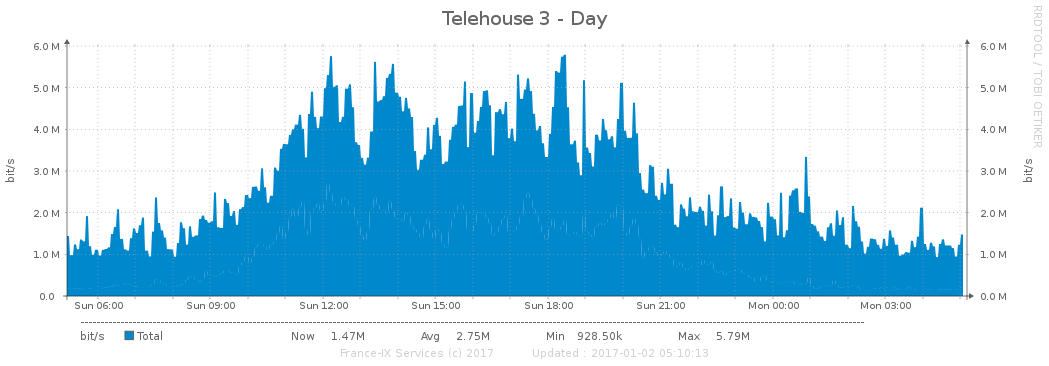 Telehouse 3 - Day
RRDTOOL / TOBI OETIKER
bit/s
6.0 M
5.0 M
4.0 M
3.0 M
2.0 M
1.0 M
0.0
6.0 M
5.0 M
4.0 M
3.0 M
2.0 M
1.0 M
0.0 M
bit/s
Sun 06:00 Sun 09:00 Sun 12:00 Sun 15:00 Sun 18:00 Sun 21:00 Mon 00:00 Mon 03:00
bit/s Total Now 1.47M Avg 2.75M Min 928.50k Max 5.79M
France-IX Services (c) 2017 Updated : 2017-01-02 05:10:13